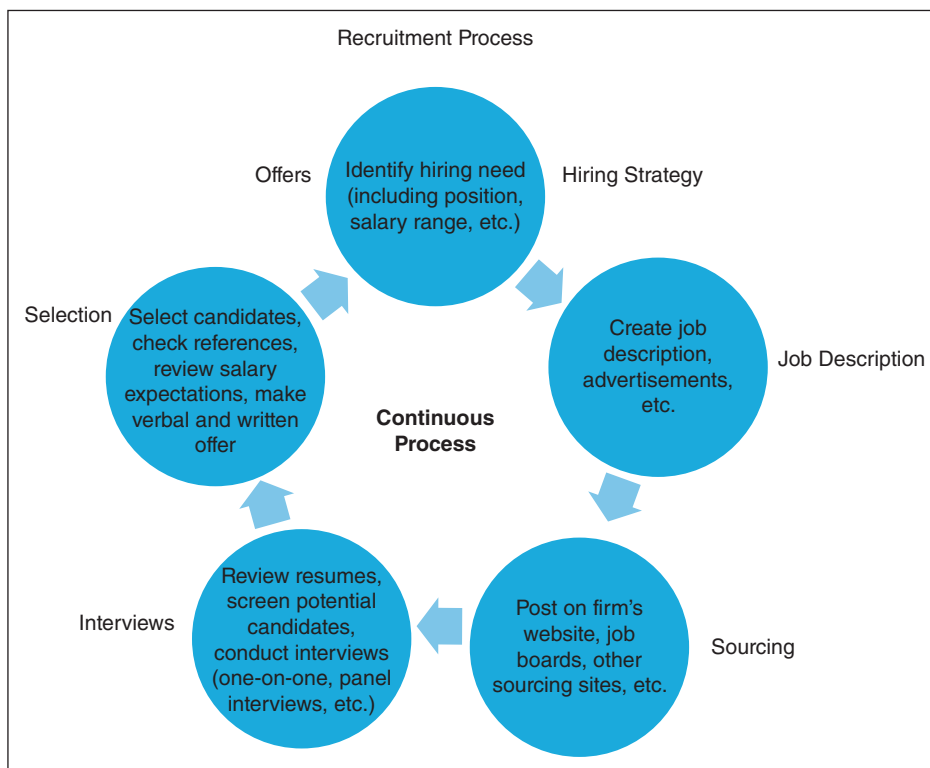 Recruitment Process
Offers
Identify hiring need
(including position,
salary range, etc.)
Hiring Strategy
Create job
description,
advertisements,
etc.
Job Description
Post on firm's
website, job
boards, other
sourcing sites, etc.
Sourcing
Review resumes,
screen potential
candidates,
conduct interviews
(one-on-one, panel
interviews, etc.)
Interviews
Select candidates,
check references,
review salary
expectations, make
verbal and written
offer
Selection
Continuous
Process